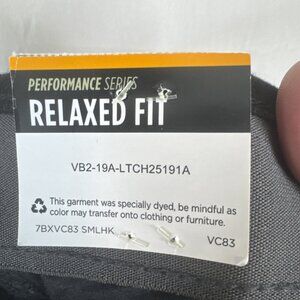 PERFORMANCE SERIES
RELAXED FIT
VB2-19A-LTCH25191A
This garment was specially dyed, be mindful as
color may transfer onto clothing or furniture.
7BXVC83 SMLHK
VC83